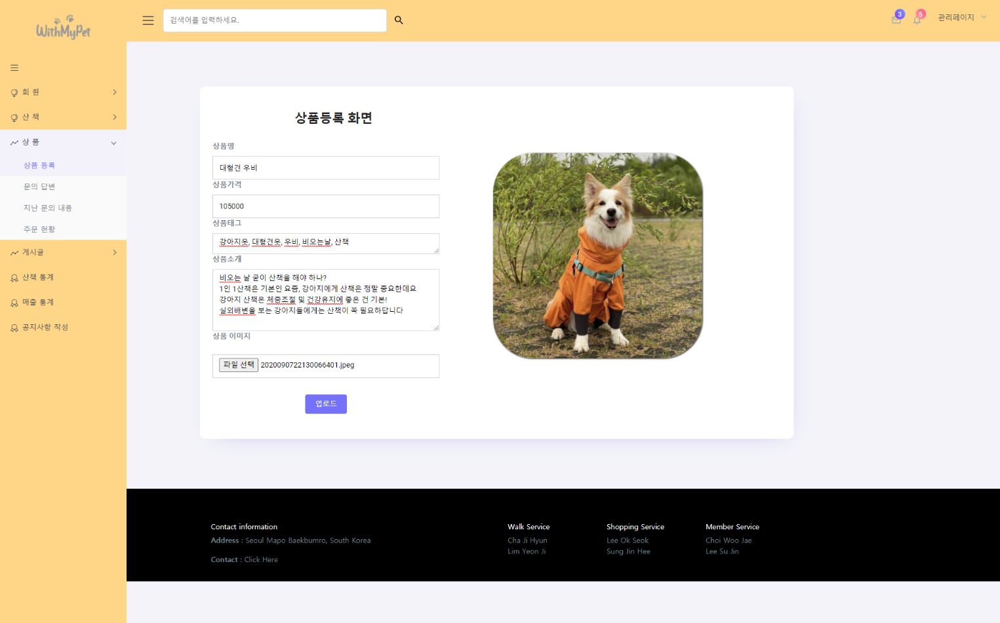 WithMyPet
검색어를 입력하세요.
3
5
관리페이지
회 원
산 책
상 품
상품 등록
문의 답변
지난 문의 내용
주문 현황
게시글
산책 통계
매출 통계
공지사항 작성
상품등록 화면
상품명
대형견 우비
상품가격
105000
상품태그
강아지옷, 대형견옷, 우비, 비오는날, 산책
상품소개
비오는 날 굳이 산책을 해야 하나?
1인 1산책은 기본인 요즘, 강아지에게 산책은 정말 중요한데요
강아지 산책은 체중조절 및 건강유지에 좋은 건 기본!
실외배변을 보는 강아지들에게는 산책이 꼭 필요하답니다
상품 이미지
파일 선택 2020090722130066401.jpeg
업로드
Contact information
Address : Seoul Mapo Baekbumro, South Korea
Contact : Click Here
Walk Service
Cha Ji Hyun
Lim Yeon Ji
Shopping Service
Lee Ok Seok
Sung Jin Hee
Member Service
Choi Woo Jae
Lee Su Jin